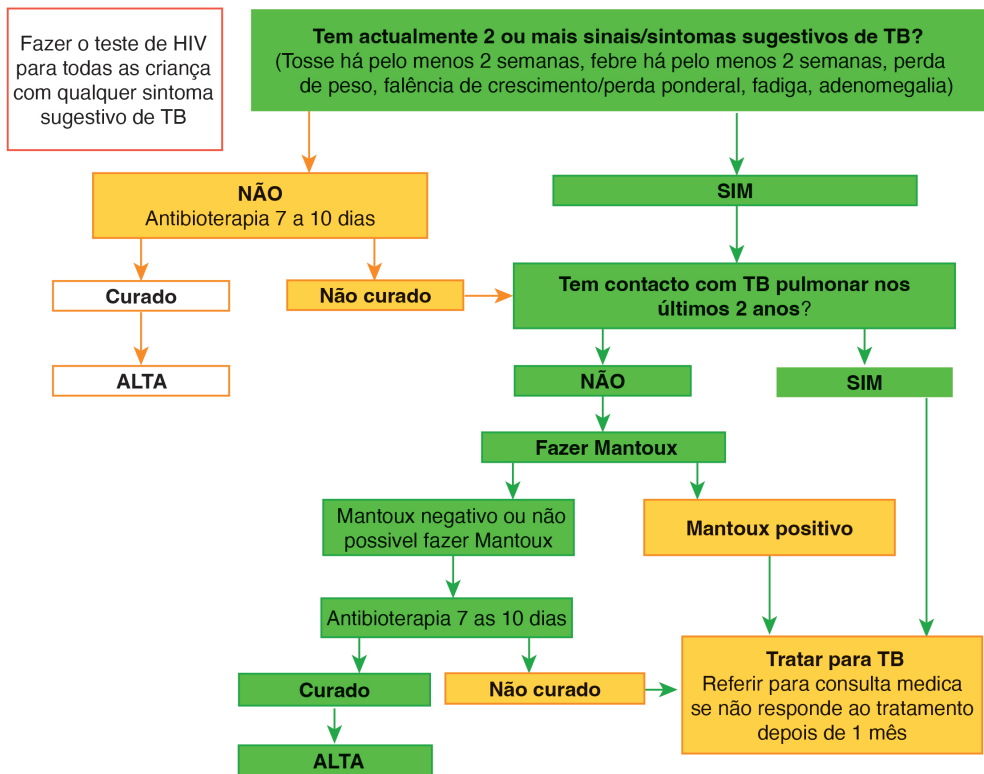 Fazer o teste de HIV
para todas as criança
com qualquer sintoma
sugestivo de TB
Tem actualmente 2 ou mais sinais/sintomas sugestivos de TB?
(Tosse há pelo menos 2 semanas, febre há pelo menos 2 semanas, perda
de peso, falência de crescimento/perda ponderal, fadiga, adenomegalia)
NÃO
Antibioterapia 7 a 10 dias
SIM
Curado
Não curado
Tem contacto com TB pulmonar nos
últimos 2 anos?
ALTA
NÃO
SIM
Fazer Mantoux
Mantoux negativo ou não
possivel fazer Mantoux
Mantoux positivo
Antibioterapia 7 as 10 dias
Curado
Não curado
Tratar para TB
Referir para consulta medica
se não responde ao tratamento
depois de 1 mês
ALTA